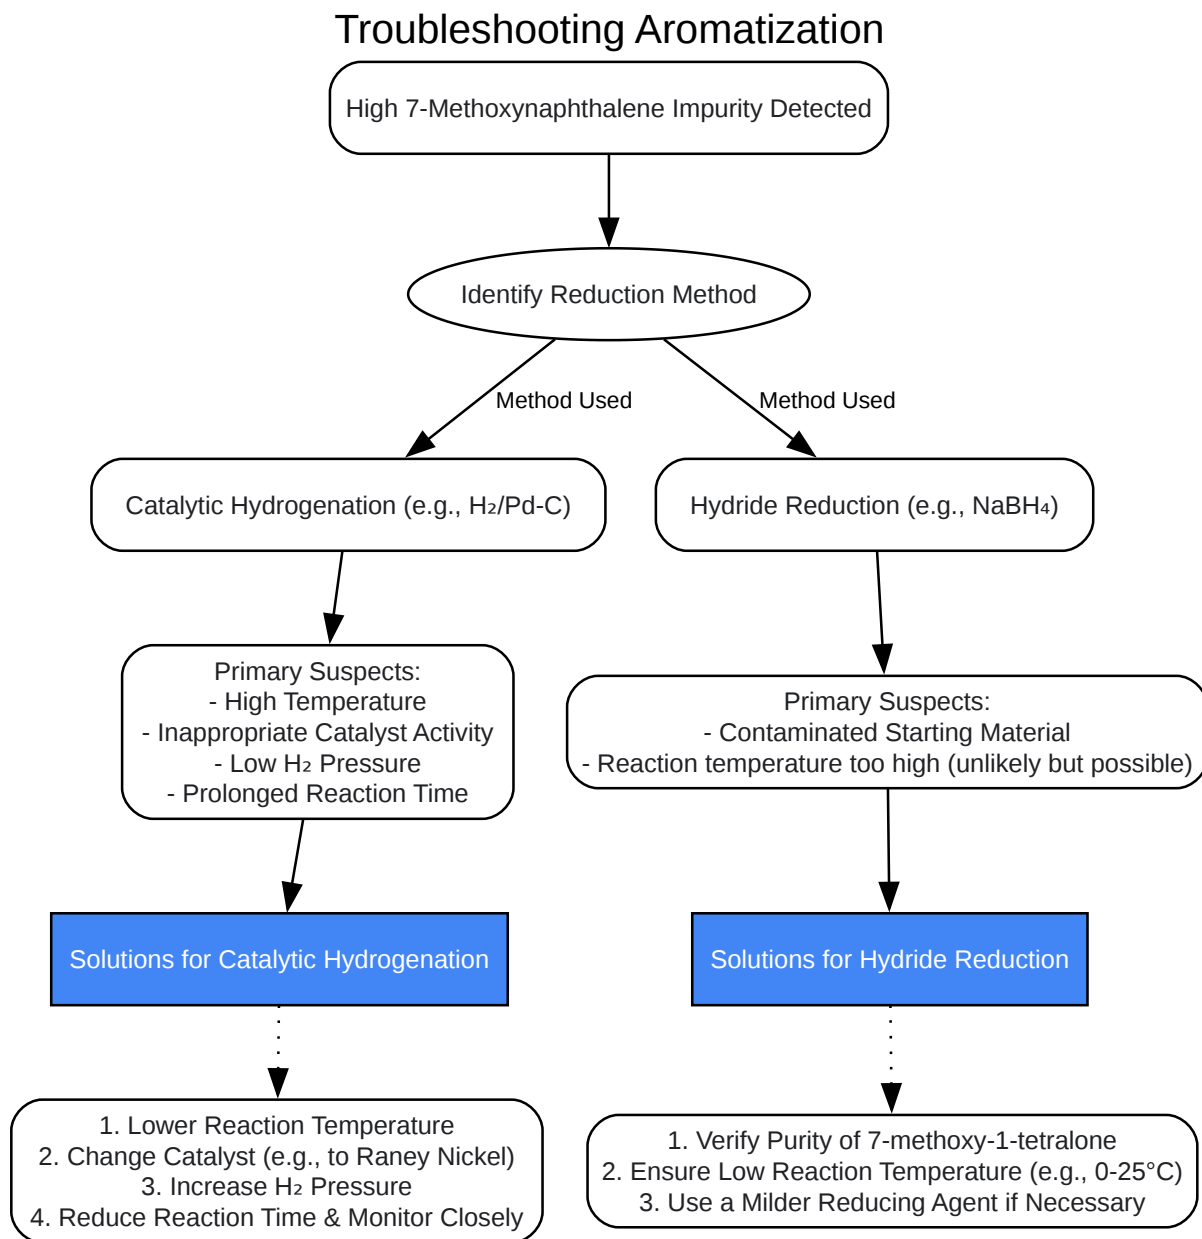 Troubleshooting Aromatization
High 7-Methoxynaphthalene Impurity Detected
Identify Reduction Method
Method Used
Method Used
Catalytic Hydrogenation (e.g., H₂/Pd-C)
Hydride Reduction (e.g., NaBH₄)
Primary Suspects:
- High Temperature
- Inappropriate Catalyst Activity
- Low H₂ Pressure
- Prolonged Reaction Time
Primary Suspects:
- Contaminated Starting Material
- Reaction temperature too high (unlikely but possible)
Solutions for Catalytic Hydrogenation
Solutions for Hydride Reduction
1. Lower Reaction Temperature
2. Change Catalyst (e.g., to Raney Nickel)
3. Increase H₂ Pressure
4. Reduce Reaction Time & Monitor Closely
1. Verify Purity of 7-methoxy-1-tetralone
2. Ensure Low Reaction Temperature (e.g., 0-25°C)
3. Use a Milder Reducing Agent if Necessary